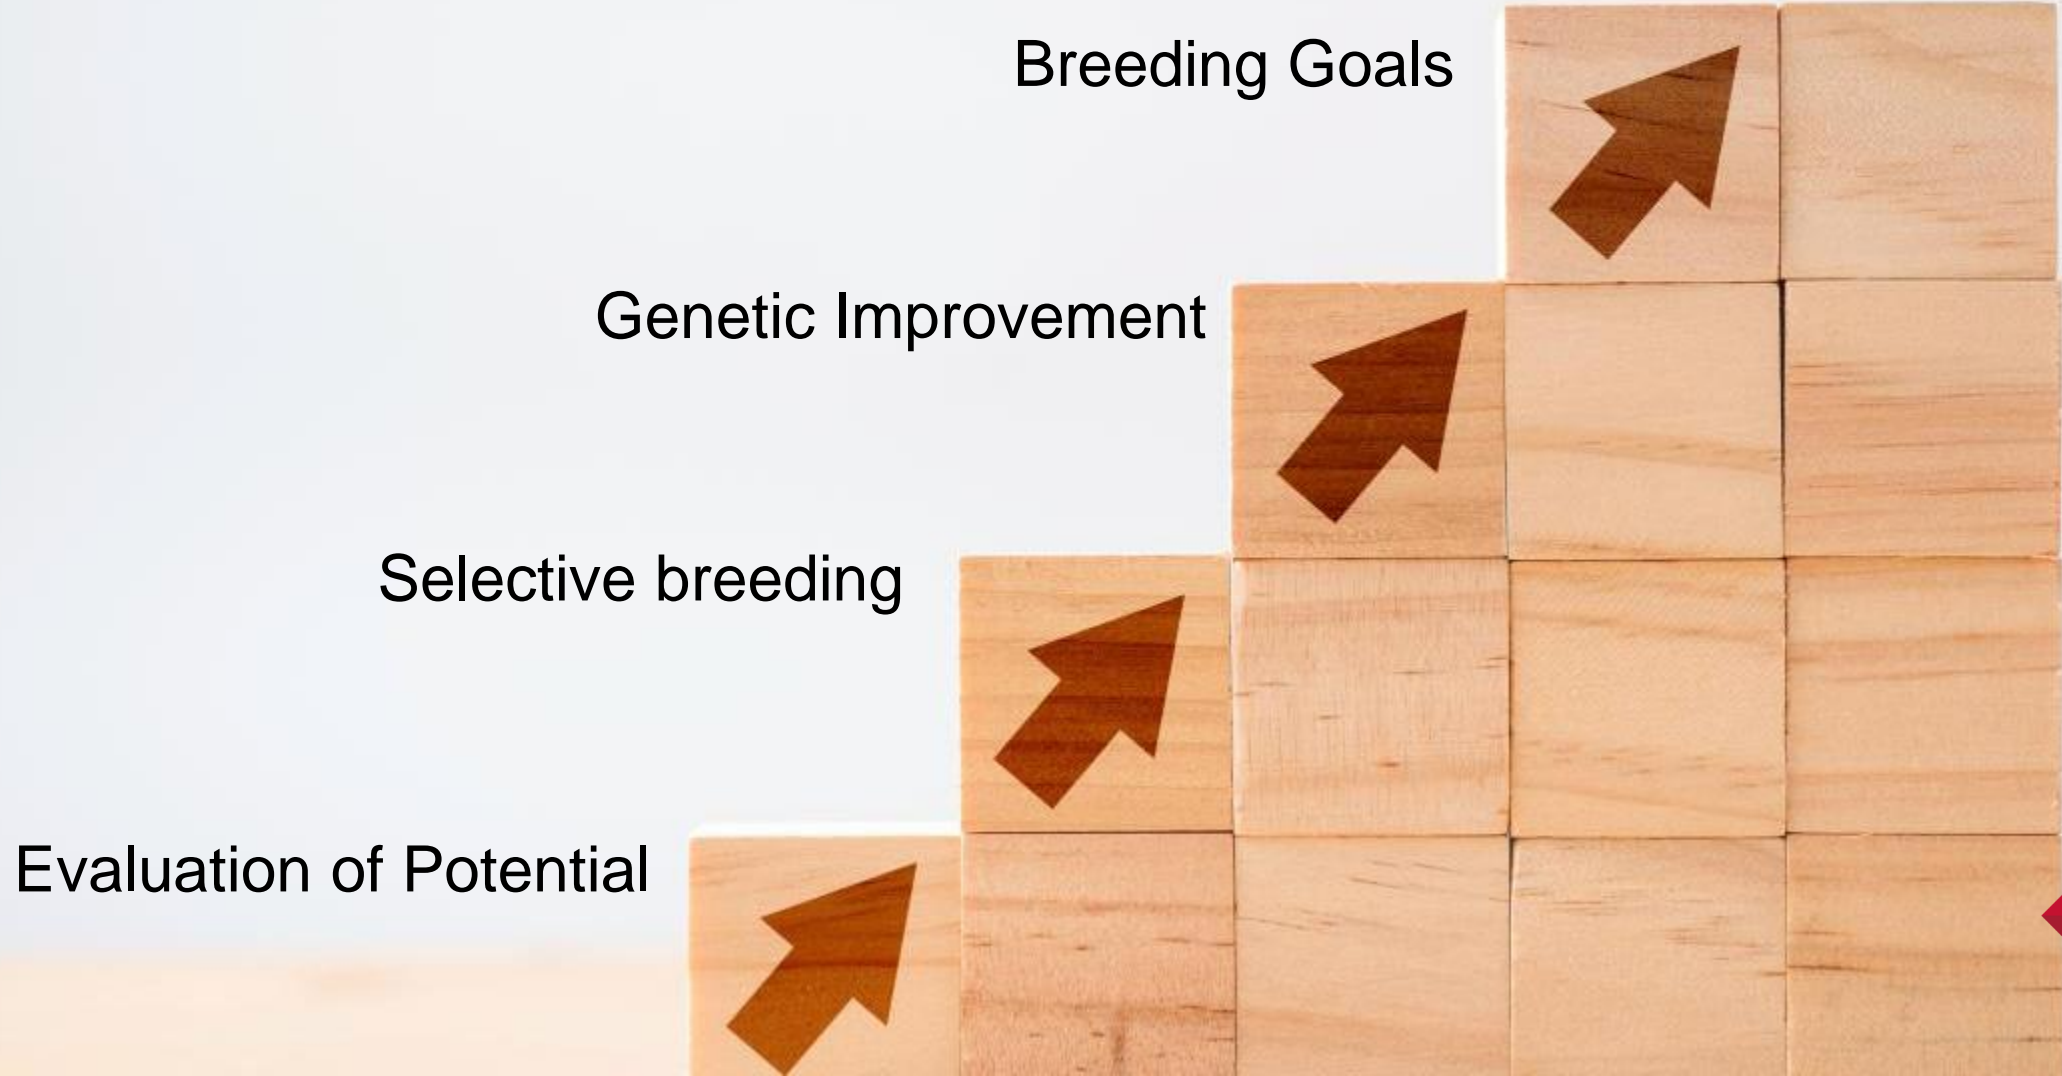 Breeding Goals
Genetic Improvement
Selective breeding
Evaluation of Potential